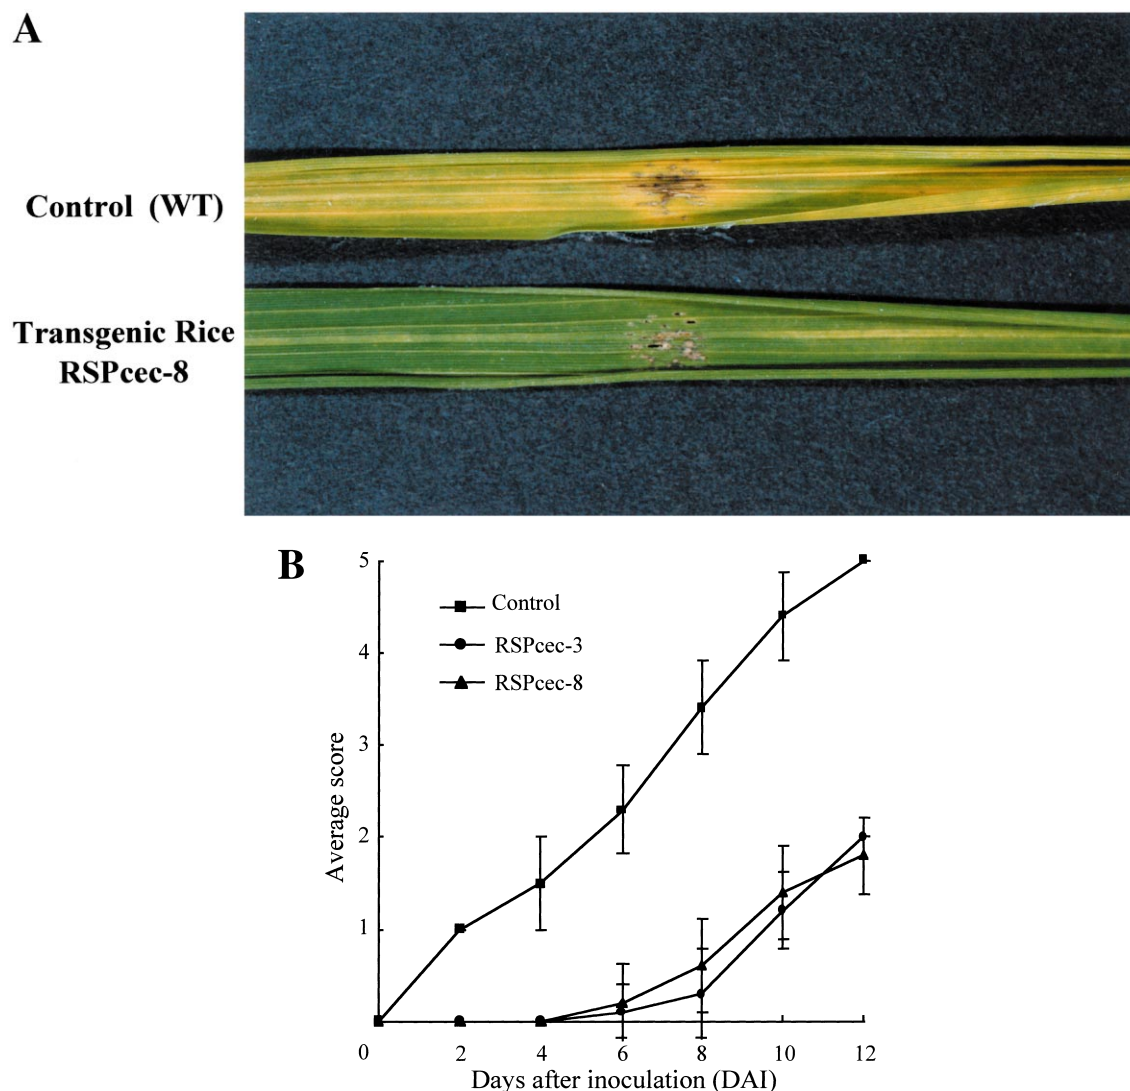 A
Control (WT)
Transgenic Rice
RSPcec-8
B
Control
RSPcec-3
RSPcec-8
Average score
5
4
3
2
1
0 2 4 6 8 10 12
Days after inoculation (DAI)